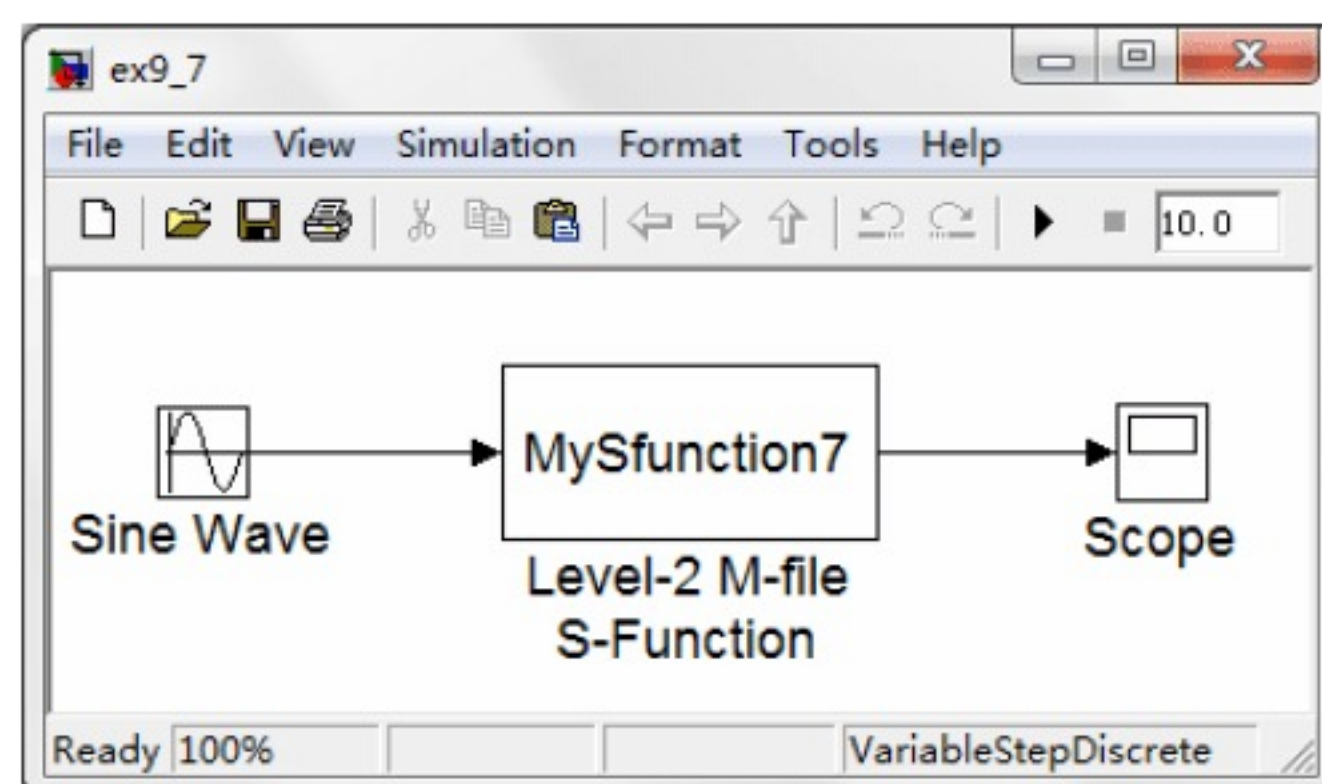 ex9_7
File Edit View Simulation Format Tools Help
10.0
MySfunction7
Sine Wave
Level-2 M-file
S-Function
Scope
Ready 100% VariableStepDiscrete